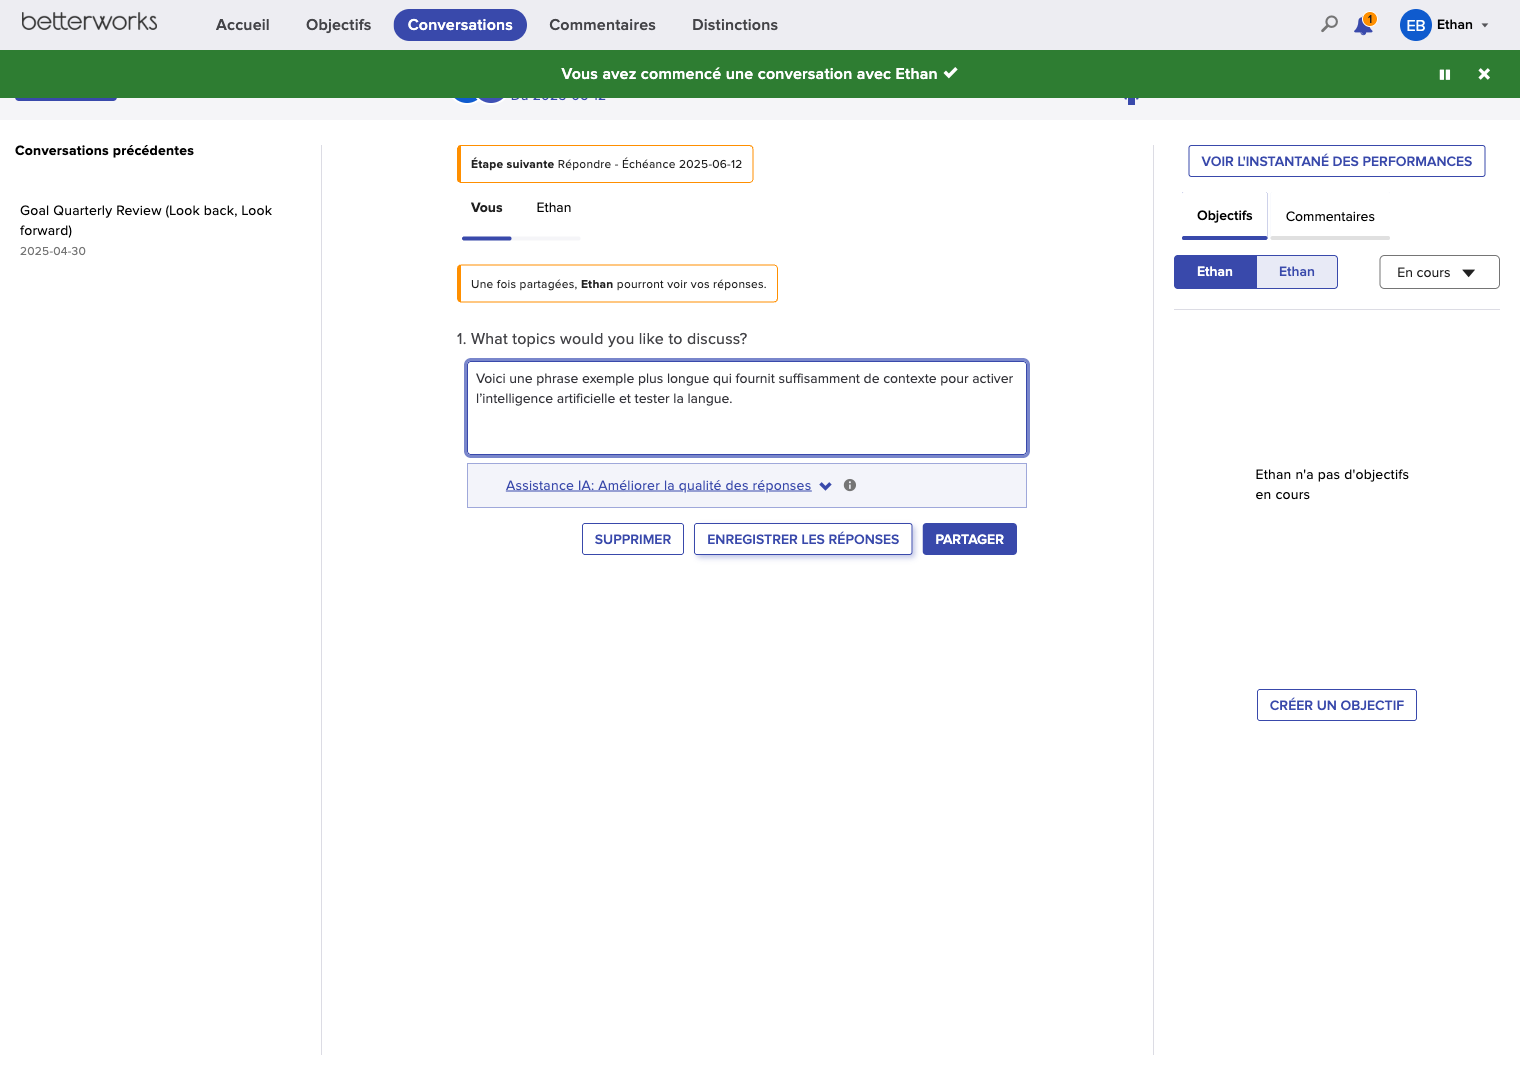 betterworks
Accueil
Objectifs
Conversations
Commentaires
Distinctions
1
EB
Ethan
Vous avez commencé une conversation avec Ethan
Conversations précédentes
Goal Quarterly Review (Look back, Look
forward)
2025-04-30
Étape suivante Répondre - Échéance 2025-06-12
Vous
Ethan
Une fois partagées, Ethan pourront voir vos réponses.
1. What topics would you like to discuss?
Voici une phrase exemple plus longue qui fournit suffisamment de contexte pour activer
l'intelligence artificielle et tester la langue.
Assistance IA: Améliorer la qualité des réponses
SUPPRIMER
ENREGISTRER LES RÉPONSES
PARTAGER
VOIR L'INSTANTANÉ DES PERFORMANCES
Objectifs
Commentaires
Ethan
Ethan
En cours
Ethan n'a pas d'objectifs
en cours
CRÉER UN OBJECTIF